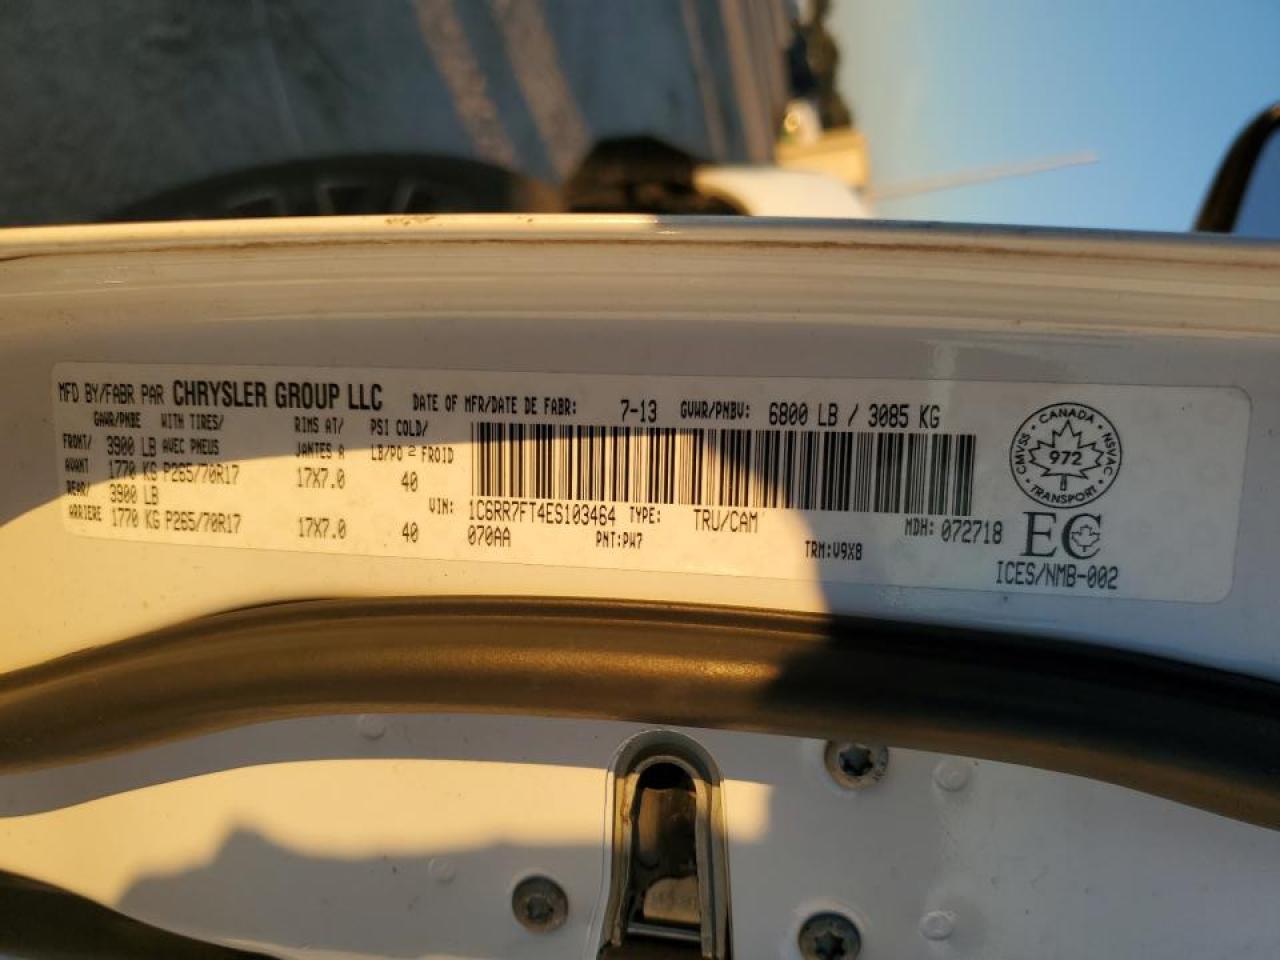 MFD BY/FABR PAR CHRYSLER GROUP LLC DATE OF MFR/DATE DE FABR: 7-13 GVWR/PNBV: 6800 LB / 3085 KG
GAWR/PNBE WITH TIRES/ RIMS AT/ PSI COLD/
FRONT/ 3900 LB AVEC PNEUS JANTES A LB/PO² FROID
AVANT 1770 KG P265/70R17 17X7.0 40
REAR/ 3900 LB
ARRIERE 1770 KG P265/70R17 17X7.0 40
VIN: 1C6RR7FT4ES103464 TYPE: TRU/CAM MDH: 072718
070AA PNT:PW7 TRM:V9X8
CANADA
CMVSS 972 NSVAC
TRANSPORT
EC
ICES/NMB-002